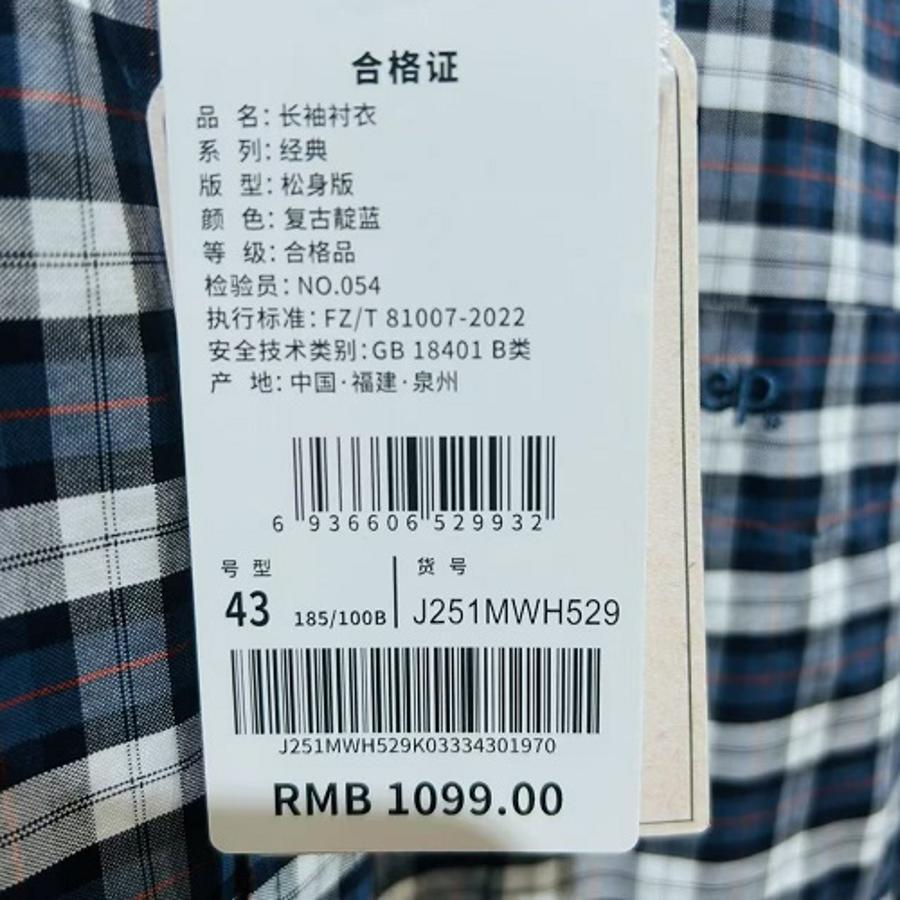 合格证
品 名：长袖衬衣
系 列：经典
版 型：松身版
颜 色：复古靛蓝
等 级：合格品
检验员：NO.054
执行标准：FZ/T 81007-2022
安全技术类别：GB 18401 B类
产 地：中国·福建·泉州
ep
6 936606 529932
号 型
货 号
43 185/100B
J251MWH529
J251MWH529K03334301970
RMB 1099.00